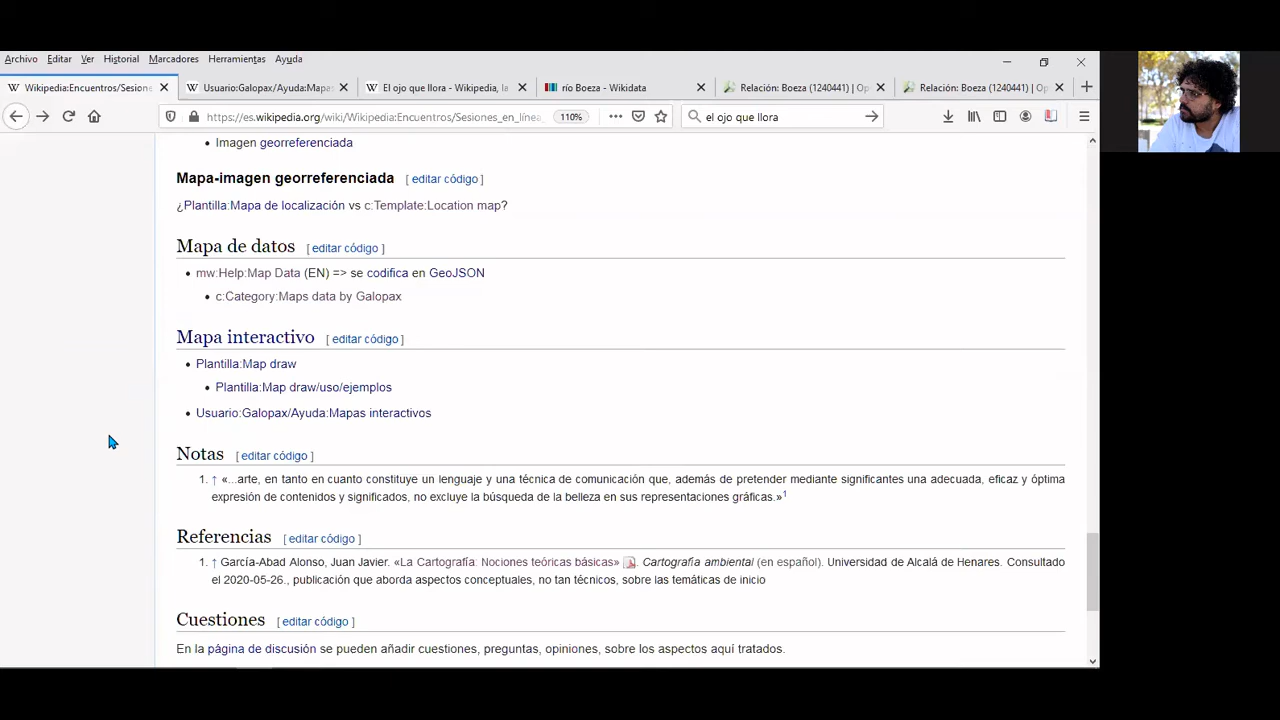 Archivo Editar Ver Historial Marcadores Herramientas Ayuda
Wikipedia:Encuentros/Sesione Usuario:Galopax/Ayuda:Mapas El ojo que llora - Wikipedia, la río Boeza - Wikidata Relación: Boeza (1240441) | Op Relación: Boeza (1240441) | Op
https://es.wikipedia.org/wiki/Wikipedia:Encuentros/Sesiones_en_línea_ 110% el ojo que llora
• Imagen georreferenciada
Mapa-imagen georreferenciada [ editar código ]
¿Plantilla:Mapa de localización vs c:Template:Location map?
Mapa de datos [ editar código ]
• mw:Help:Map Data (EN) => se codifica en GeoJSON
• c:Category:Maps data by Galopax
Mapa interactivo [ editar código ]
• Plantilla:Map draw
• Plantilla:Map draw/uso/ejemplos
• Usuario:Galopax/Ayuda:Mapas interactivos
Notas [ editar código ]
1. ↑ «...arte, en tanto en cuanto constituye un lenguaje y una técnica de comunicación que, además de pretender mediante significantes una adecuada, eficaz y óptima
expresión de contenidos y significados, no excluye la búsqueda de la belleza en sus representaciones gráficas.»1
Referencias [ editar código ]
1. ↑ García-Abad Alonso, Juan Javier. «La Cartografía: Nociones teóricas básicas». Cartografía ambiental (en español). Universidad de Alcalá de Henares. Consultado
el 2020-05-26., publicación que aborda aspectos conceptuales, no tan técnicos, sobre las temáticas de inicio
Cuestiones [ editar código ]
En la página de discusión se pueden añadir cuestiones, preguntas, opiniones, sobre los aspectos aquí tratados.